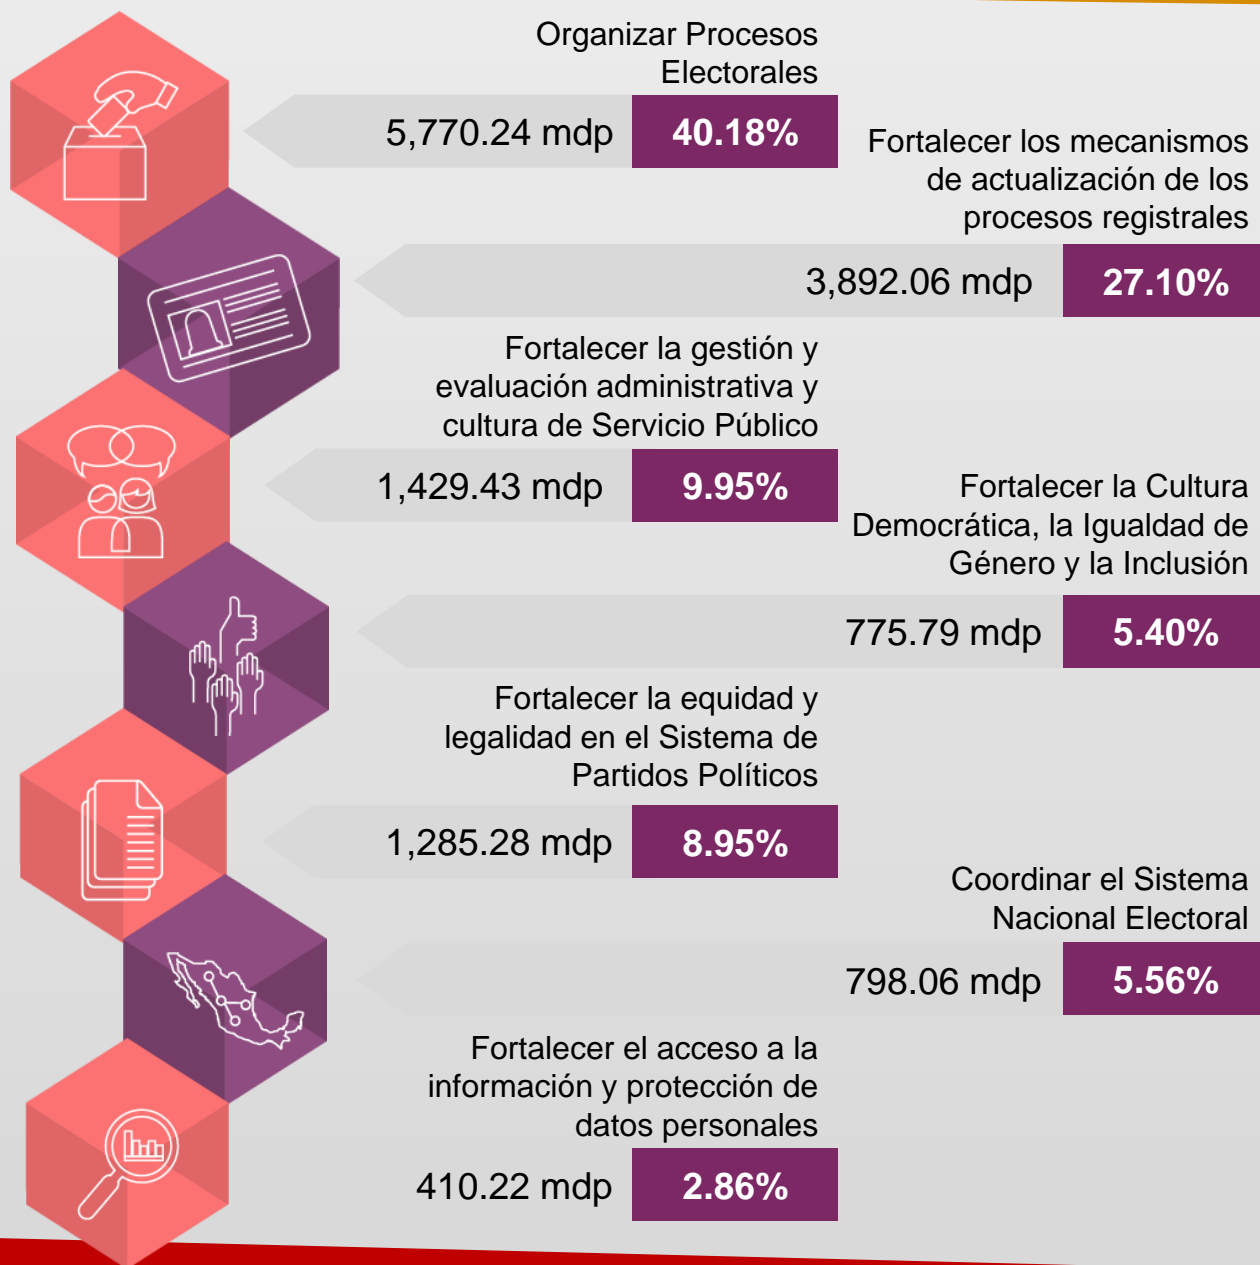 Organizar Procesos
Electorales
5,770.24 mdp 40.18%
Fortalecer los mecanismos
de actualización de los
procesos registrales
3,892.06 mdp 27.10%
Fortalecer la gestión y
evaluación administrativa y
cultura de Servicio Público
1,429.43 mdp 9.95%
Fortalecer la Cultura
Democrática, la Igualdad de
Género y la Inclusión
775.79 mdp 5.40%
Fortalecer la equidad y
legalidad en el Sistema de
Partidos Políticos
1,285.28 mdp 8.95%
Coordinar el Sistema
Nacional Electoral
798.06 mdp 5.56%
Fortalecer el acceso a la
información y protección de
datos personales
410.22 mdp 2.86%